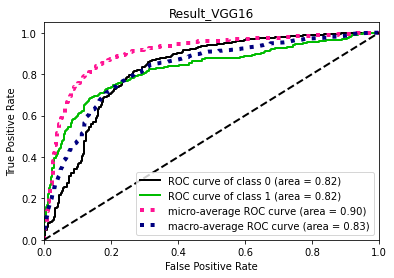 Result_VGG16
True Positive Rate
1.0
0.8
0.6
0.4
0.2
0.0
ROC curve of class 0 (area = 0.82)
ROC curve of class 1 (area = 0.82)
micro-average ROC curve (area = 0.90)
macro-average ROC curve (area = 0.83)
0.0 0.2 0.4 0.6 0.8 1.0
False Positive Rate